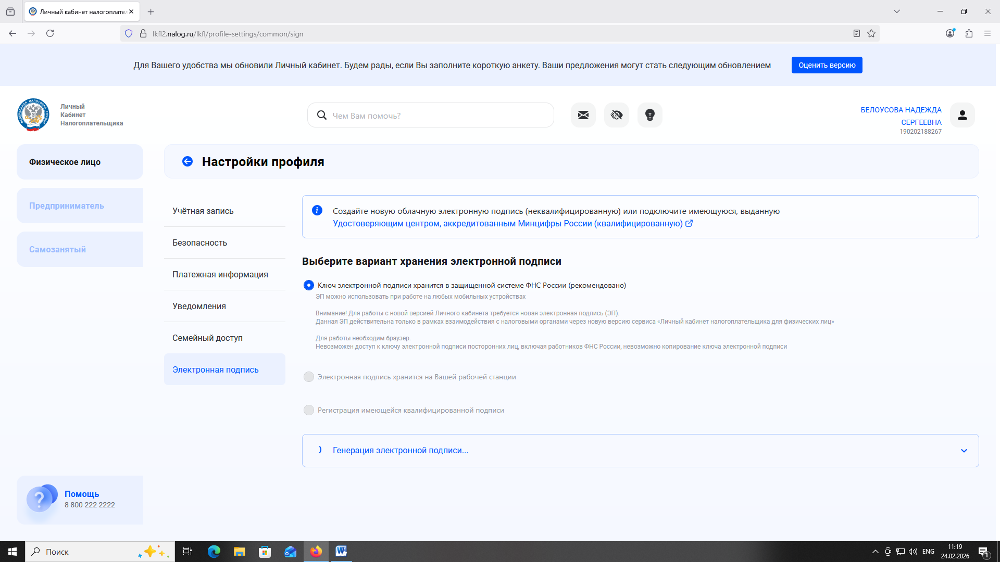 Личный кабинет налогоплате
lkfl2.nalog.ru/lkfl/profile-settings/common/sign
Для Вашего удобства мы обновили Личный кабинет. Будем рады, если Вы заполните короткую анкету. Ваши предложения могут стать следующим обновлением
Оценить версию
Личный
Кабинет
Налогоплательщика
Чем Вам помочь?
БЕЛОУСОВА НАДЕЖДА
СЕРГЕЕВНА
190202188267
Физическое лицо
Предприниматель
Самозанятый
Настройки профиля
Учётная запись
Безопасность
Платежная информация
Уведомления
Семейный доступ
Электронная подпись
Создайте новую облачную электронную подпись (неквалифицированную) или подключите имеющуюся, выданную
Удостоверяющим центром, аккредитованным Минцифры России (квалифицированную)
Выберите вариант хранения электронной подписи
Ключ электронной подписи хранится в защищенной системе ФНС России (рекомендовано)
ЭП можно использовать при работе на любых мобильных устройствах
Внимание! Для работы с новой версией Личного кабинета требуется новая электронная подпись (ЭП).
Данная ЭП действительна только в рамках взаимодействия с налоговыми органами через новую версию сервиса «Личный кабинет налогоплательщика для физических лиц»
Для работы необходим браузер.
Невозможен доступ к ключу электронной подписи посторонних лиц, включая работников ФНС России, невозможно копирование ключа электронной подписи
Электронная подпись хранится на Вашей рабочей станции
Регистрация имеющейся квалифицированной подписи
Генерация электронной подписи...
Помощь
8 800 222 2222
Поиск
ENG
11:19
24.02.2026
1